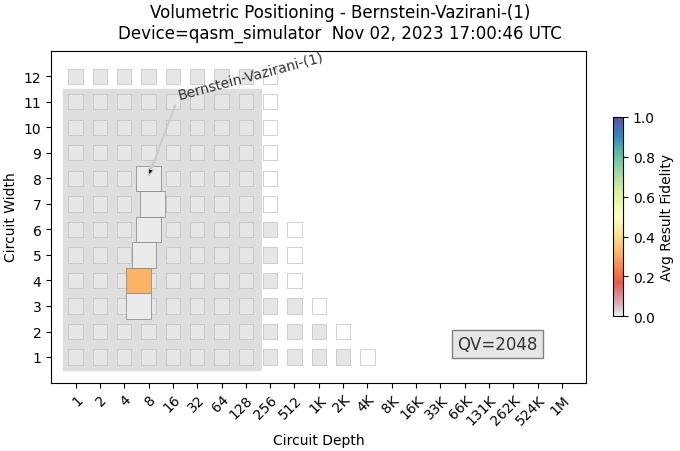 Volumetric Positioning - Bernstein-Vazirani-(1)
Device=qasm_simulator  Nov 02, 2023 17:00:46 UTC
Bernstein-Vazirani-(1)
Circuit Width
12
11
10
9
8
7
6
5
4
3
2
1
QV=2048
1 2 4 8 16 32 64 128 256 512 1K 2K 4K 8K 16K 33K 66K 131K 262K 524K 1M
Circuit Depth
1.0
0.8
0.6
0.4
0.2
0.0
Avg Result Fidelity